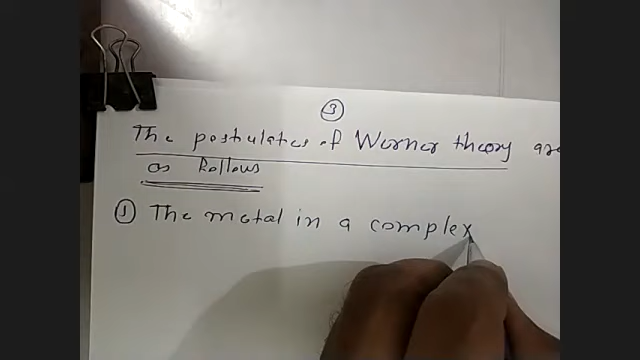 ③
The postulates of Werner theory are
as follows
① The metal in a complex